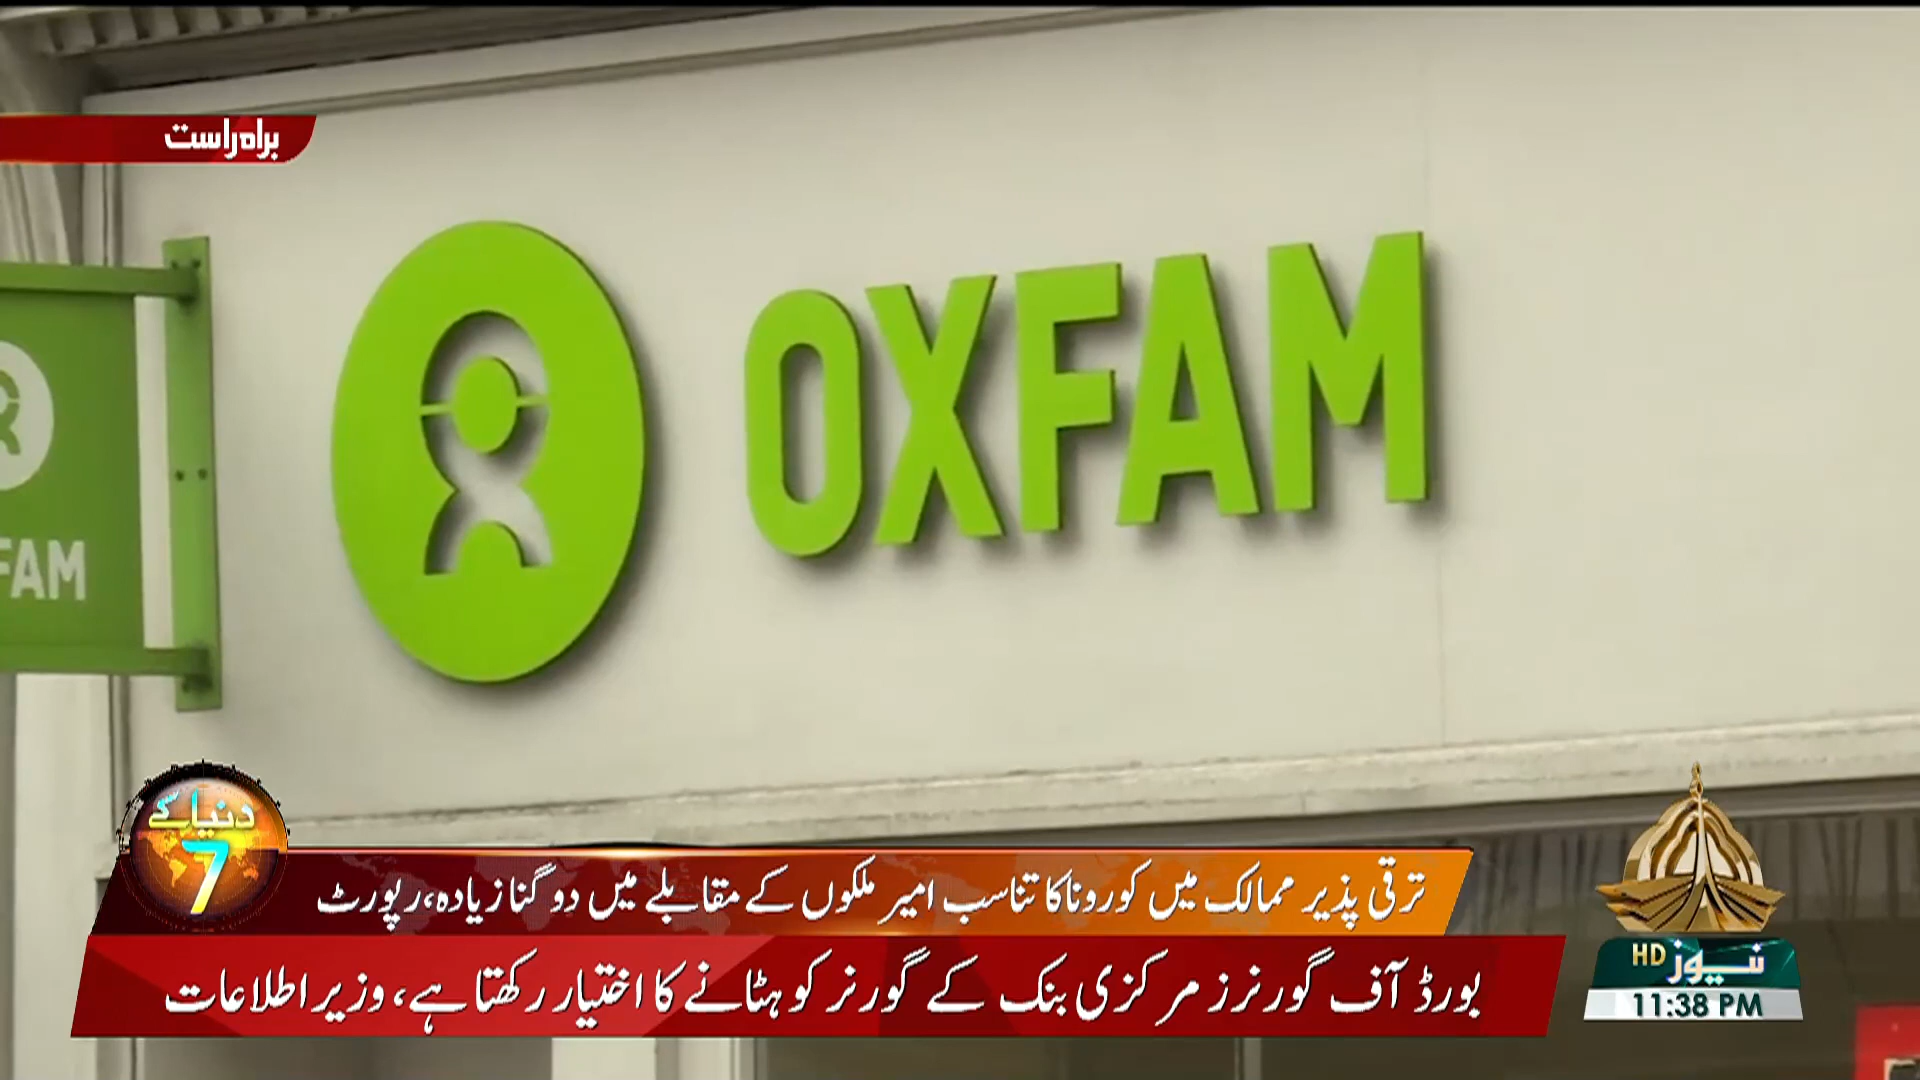 براہ راست
OXFAM
FAM
دنیا کے
7
ترقی پذیر ممالک میں کورونا کا تناسب امیر ملکوں کے مقابلے میں دو گنا زیادہ، رپورٹ
بورڈ آف گورنرز مرکزی بنک کے گورنر کو ہٹانے کا اختیار رکھتا ہے، وزیر اطلاعات
نیوز HD
11:38 PM